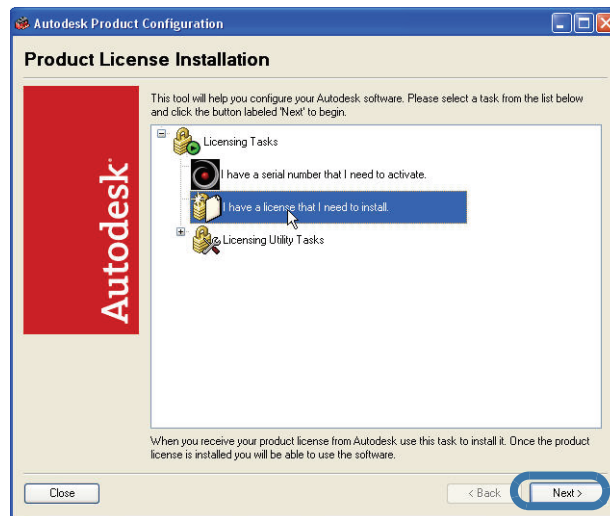 Autodesk Product Configuration
Product License Installation
This tool will help you configure your Autodesk software. Please select a task from the list below
and click the button labeled 'Next' to begin.
Autodesk
Licensing Tasks
I have a serial number that I need to activate.
I have a license that I need to install.
Licensing Utility Tasks
When you receive your product license from Autodesk use this task to install it. Once the product
license is installed you will be able to use the software.
Close
< Back
Next >